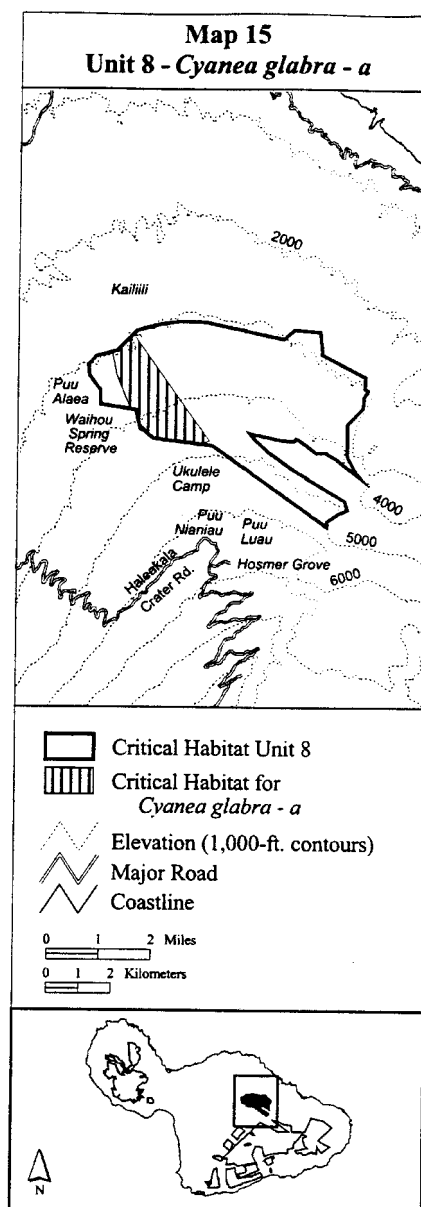 Map 15
Unit 8 - Cyanea glabra - a
2000
Kailiili
Puu
Alaea
Waihou
Spring
Reserve
Ukulele
Camp
4000
Puu
Nianiau
Puu
Luau
5000
Hosmer Grove
6000
Haleakala
Crater Rd.
Critical Habitat Unit 8
Critical Habitat for
Cyanea glabra - a
Elevation (1,000-ft. contours)
Major Road
Coastline
0 1 2 Miles
0 1 2 Kilometers
N